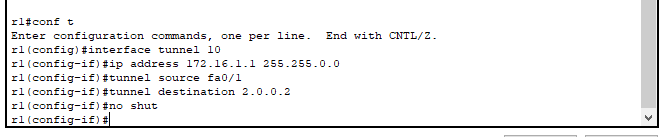 r1#conf t
Enter configuration commands, one per line.  End with CNTL/Z.
r1(config)#interface tunnel 10
r1(config-if)#ip address 172.16.1.1 255.255.0.0
r1(config-if)#tunnel source fa0/1
r1(config-if)#tunnel destination 2.0.0.2
r1(config-if)#no shut
r1(config-if)#